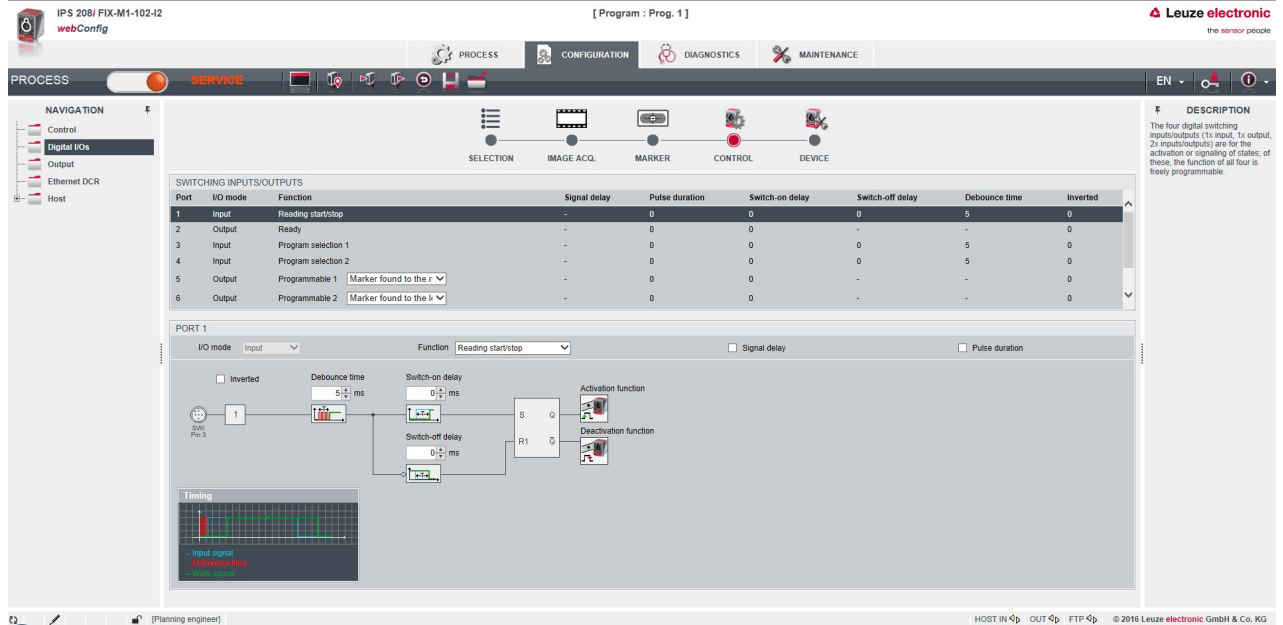 IPS 208i FIX-M1-102-I2
webConfig
[ Program : Prog. 1 ]
Leuze electronic
the sensor people
PROCESS CONFIGURATION DIAGNOSTICS MAINTENANCE
PROCESS SERVICE EN
NAVIGATION
Control
Digital I/Os
Output
Ethernet DCR
Host
SELECTION IMAGE ACQ. MARKER CONTROL DEVICE
SWITCHING INPUTS/OUTPUTS
Port I/O mode Function Signal delay Pulse duration Switch-on delay Switch-off delay Debounce time Inverted
1 Input Reading start/stop - 0 0 0 5 0
2 Output Ready - 0 0 - - 0
3 Input Program selection 1 - 0 0 0 5 0
4 Input Program selection 2 - 0 0 0 5 0
5 Output Programmable 1 Marker found to the r - 0 0 - - 0
6 Output Programmable 2 Marker found to the l - 0 0 - - 0
PORT 1
I/O mode Input Function Reading start/stop Signal delay Pulse duration
Inverted
Debounce time
5 ms
Switch-on delay
0 ms
Activation function
1
SWI
Pin 3
S Q
R1 Q̅
Switch-off delay
0 ms
Deactivation function
Timing
– Input signal
– Debounce time
– Work signal
DESCRIPTION
The four digital switching
inputs/outputs (1x input, 1x output,
2x inputs/outputs) are for the
activation or signaling of states; of
these, the function of all four is
freely programmable.
[Planning engineer]
HOST IN OUT FTP © 2016 Leuze electronic GmbH & Co. KG